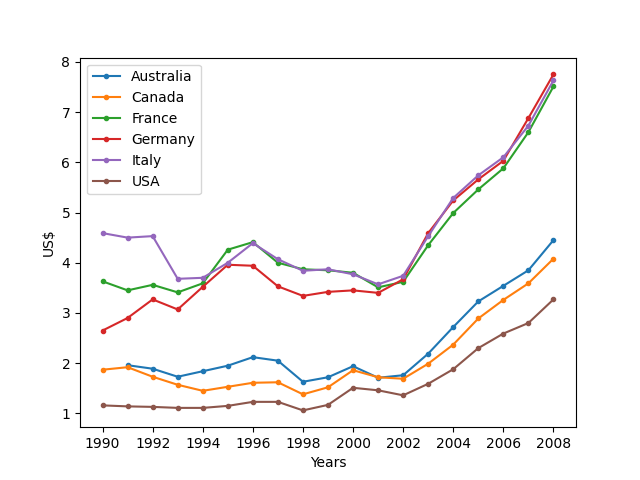 8
7
6
5
4
3
2
1
US$
Australia
Canada
France
Germany
Italy
USA
1990 1992 1994 1996 1998 2000 2002 2004 2006 2008
Years